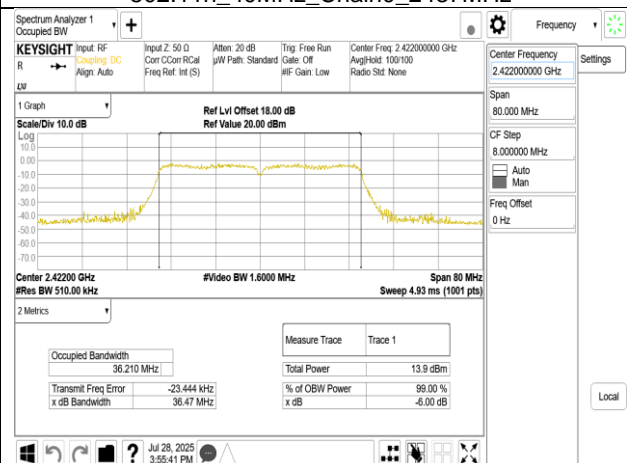 Spectrum Analyzer 1
Occupied BW
Frequency
KEYSIGHT
R
LXI
Input: RF
Coupling: DC
Align: Auto
Input Z: 50 Ω
Corr CCorr RCal
Freq Ref: Int (S)
Atten: 20 dB
µW Path: Standard
Trig: Free Run
Gate: Off
#IF Gain: Low
Center Freq: 2.422000000 GHz
Avg|Hold: 100/100
Radio Std: None
Center Frequency
2.422000000 GHz
Settings
Span
80.000 MHz
CF Step
8.000000 MHz
Auto
Man
Freq Offset
0 Hz
Local
1 Graph
Scale/Div 10.0 dB
Ref Lvl Offset 18.00 dB
Ref Value 20.00 dBm
Log
10.0
0.00
-10.0
-20.0
-30.0
-40.0
-50.0
-60.0
-70.0
Center 2.42200 GHz
#Video BW 1.6000 MHz
Span 80 MHz
#Res BW 510.00 kHz
Sweep 4.93 ms (1001 pts)
2 Metrics
Measure Trace Trace 1
Occupied Bandwidth
36.210 MHz
Total Power 13.9 dBm
Transmit Freq Error -23.444 kHz
% of OBW Power 99.00 %
x dB Bandwidth 36.47 MHz
x dB -6.00 dB
?
Jul 28, 2025
3:55:41 PM